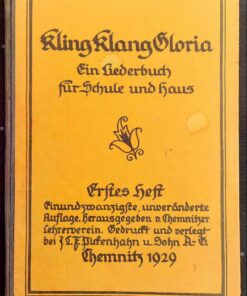 Kling Klang Gloria
Ein Liederbuch
für Schule und Haus
Erstes Heft
Einundzwanzigste, unveränderte
Auflage. Herausgegeben v. Chemnitzer
Lehrerverein. Gedruckt und verlegt
bei J.C.F. Pickenhahn u. Sohn A.-G.
Chemnitz 1929